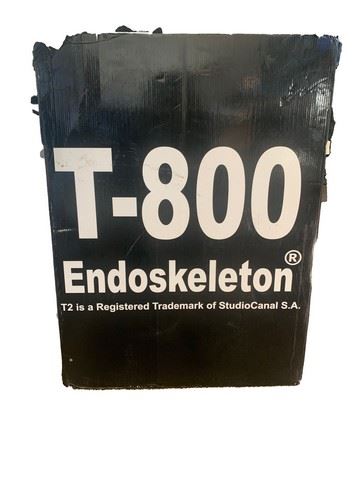 T-800
Endoskeleton®
T2 is a Registered Trademark of StudioCanal S.A.